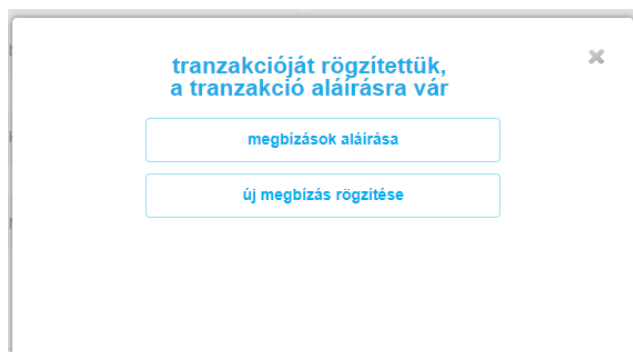 tranzakcióját rögzítettük,
a tranzakció aláírásra vár
megbízások aláírása
új megbízás rögzítése